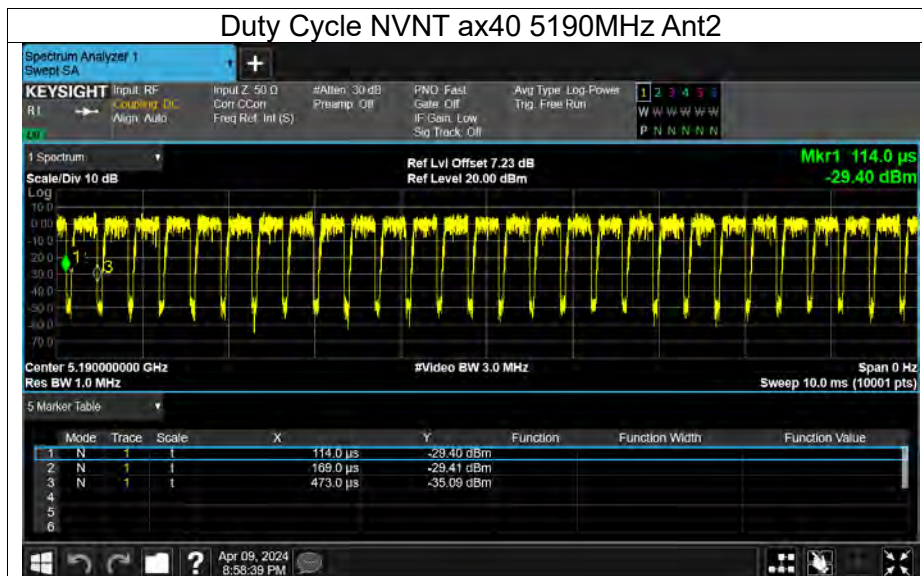 Duty Cycle NVNT ax40 5190MHz Ant2
Spectrum Analyzer 1
Swept SA
+
KEYSIGHT Input: RF Input Z: 50 Ω #Atten: 30 dB PNO: Fast Avg Type: Log-Power 1 2 3 4 5 6
R1 Coupling: DC Corr CCorr Preamp: Off Gate: Off Trig: Free Run W W W W W W
Align: Auto Freq Ref: Int (S) IF Gain: Low P N N N N N
Sig Track: Off
1 Spectrum Ref Lvl Offset 7.23 dB Mkr1 114.0 µs
Scale/Div 10 dB Ref Level 20.00 dBm -29.40 dBm
Log
10.0
0.00
-10.0
-20.0
-30.0
-40.0
-50.0
-60.0
-70.0
1
3
Center 5.190000000 GHz #Video BW 3.0 MHz Span 0 Hz
Res BW 1.0 MHz Sweep 10.0 ms (10001 pts)
5 Marker Table
Mode Trace Scale X Y Function Function Width Function Value
1 N 1 t 114.0 µs -29.40 dBm
2 N 1 t 169.0 µs -29.41 dBm
3 N 1 t 473.0 µs -35.09 dBm
4
5
6
? Apr 09, 2024
8:58:39 PM